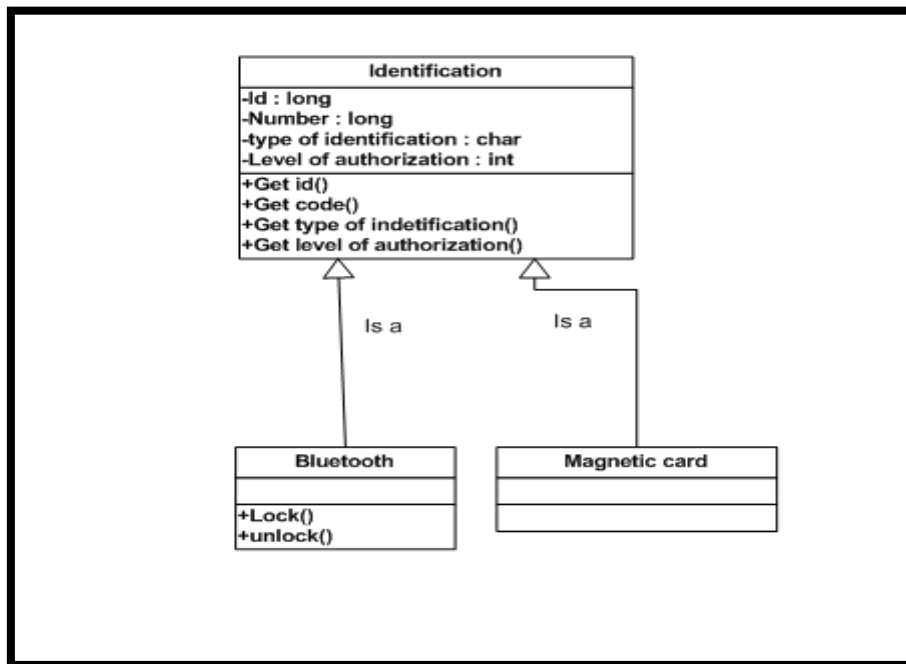 Identification
-Id : long
-Number : long
-type of identification : char
-Level of authorization : int
+Get id()
+Get code()
+Get type of indetification()
+Get level of authorization()
Is a
Is a
Bluetooth
+Lock()
+unlock()
Magnetic card